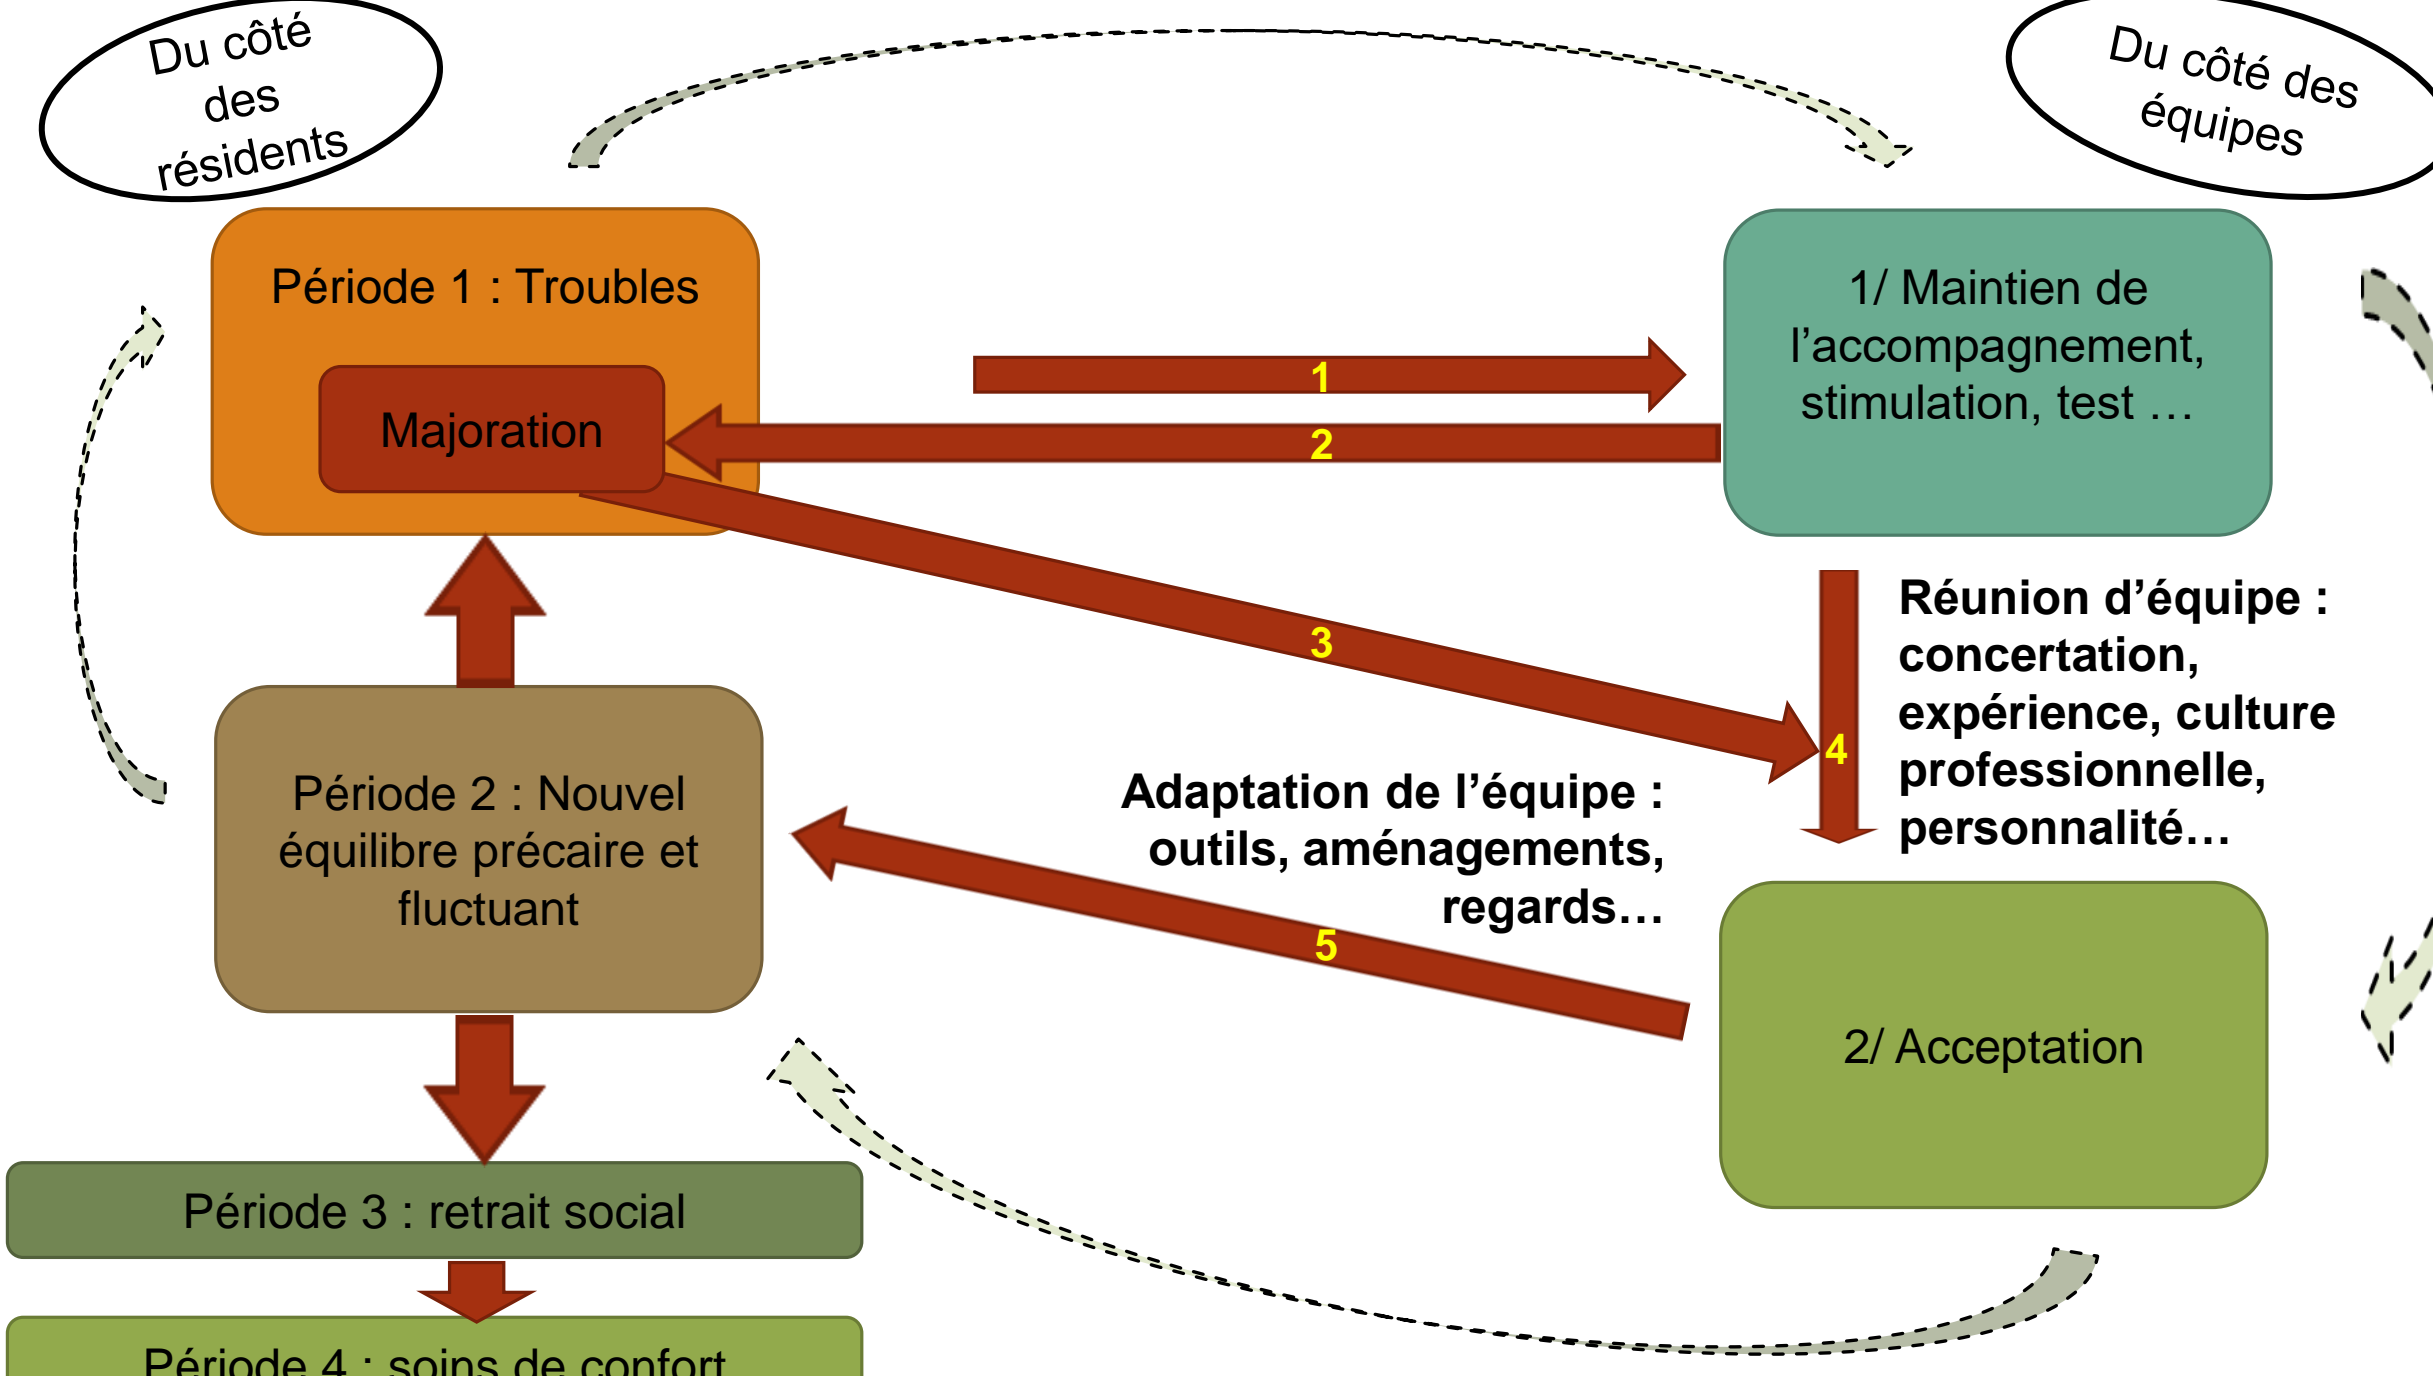 Du côté
des
résidents
Du côté des
équipes
Période 1 : Troubles
Majoration
1/ Maintien de
l’accompagnement,
stimulation, test …
1
2
3
4
Réunion d’équipe :
concertation,
expérience, culture
professionnelle,
personnalité…
Adaptation de l’équipe :
outils, aménagements,
regards…
5
Période 2 : Nouvel
équilibre précaire et
fluctuant
2/ Acceptation
Période 3 : retrait social
Période 4 : soins de confort